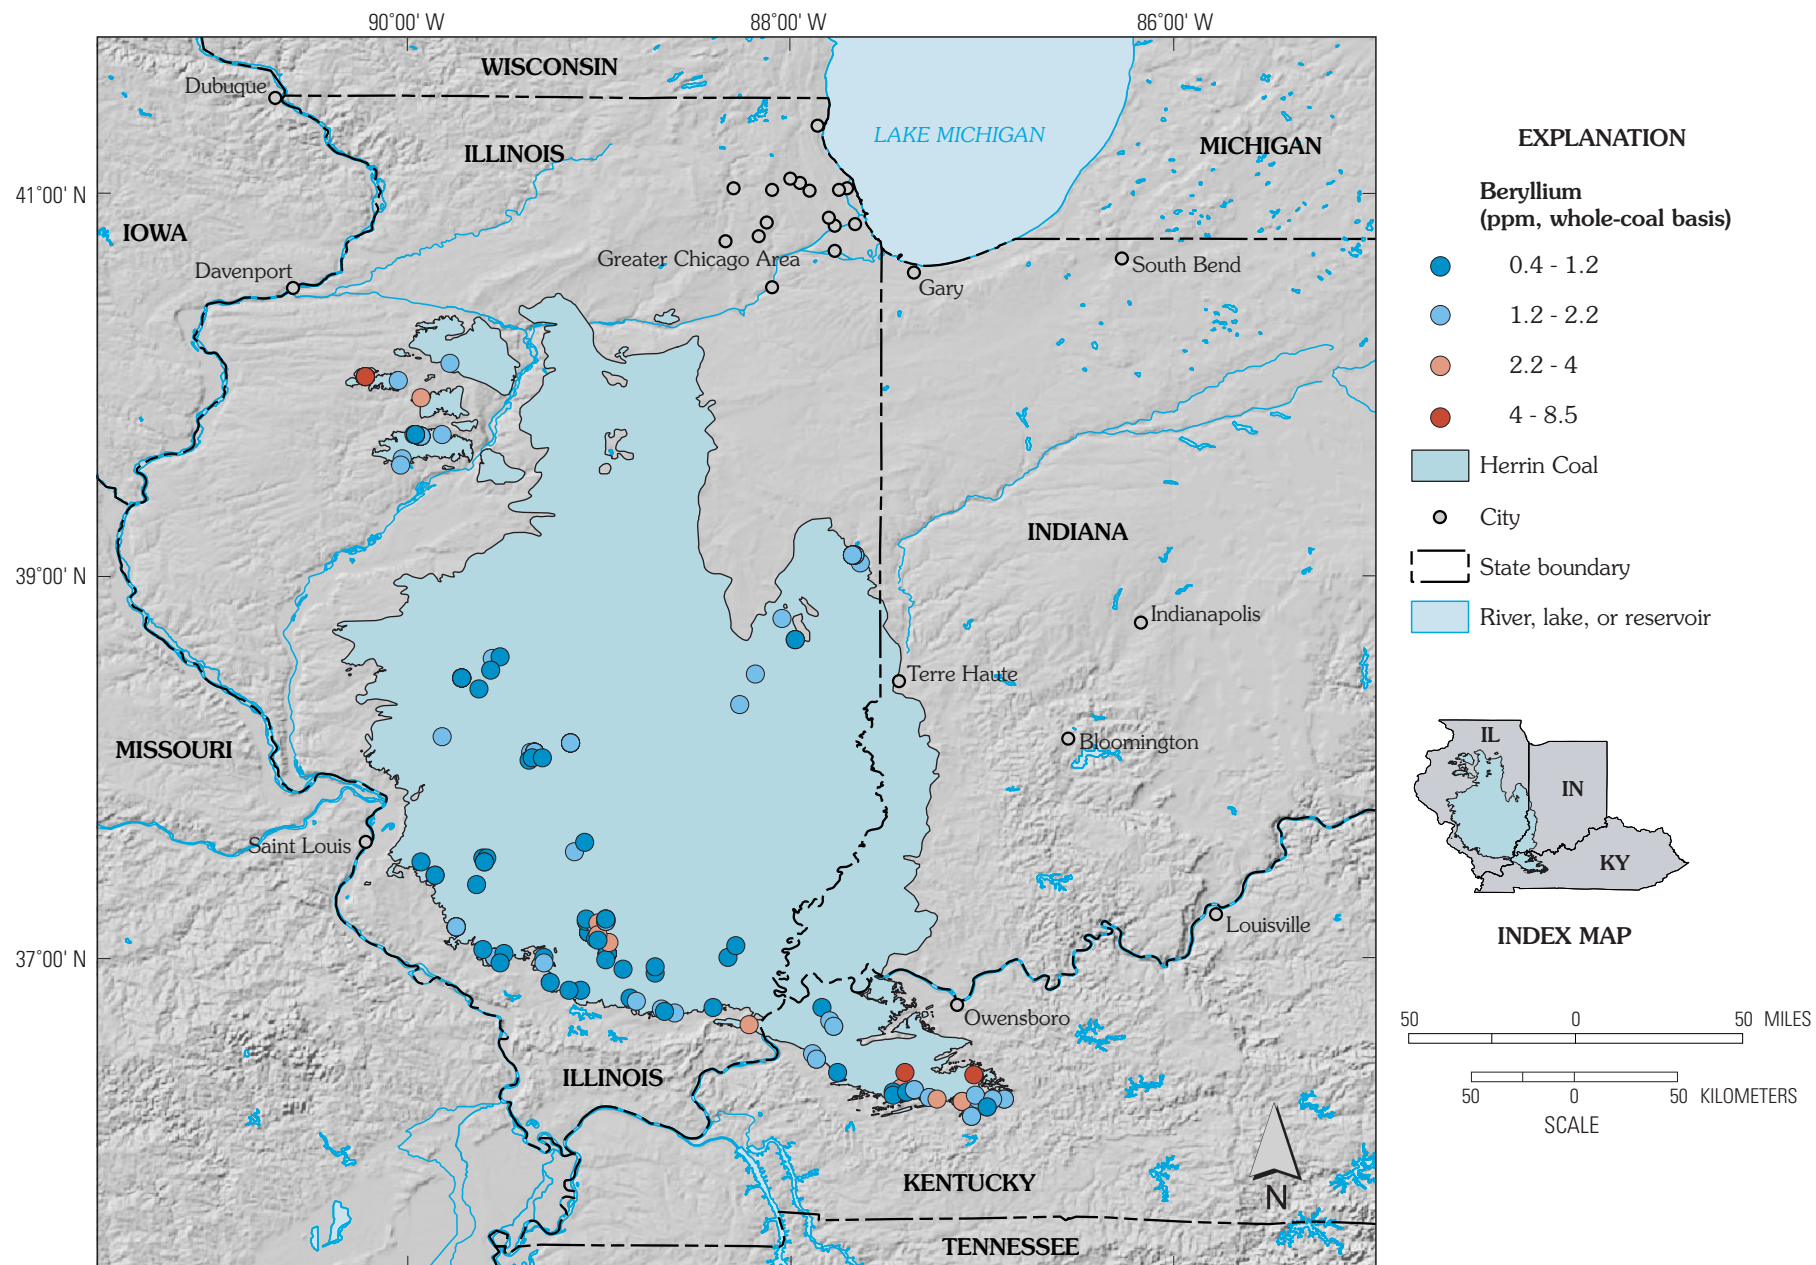 90°00' W
88°00' W
86°00' W
WISCONSIN
Dubuque
LAKE MICHIGAN
ILLINOIS
MICHIGAN
41°00' N
IOWA
Greater Chicago Area
Davenport
South Bend
Gary
INDIANA
39°00' N
Indianapolis
Terre Haute
MISSOURI
Bloomington
Saint Louis
Louisville
37°00' N
Owensboro
ILLINOIS
KENTUCKY
N
TENNESSEE
EXPLANATION
Beryllium
(ppm, whole-coal basis)
0.4 - 1.2
1.2 - 2.2
2.2 - 4
4 - 8.5
Herrin Coal
City
State boundary
River, lake, or reservoir
IL
IN
KY
INDEX MAP
50 0 50 MILES
50 0 50 KILOMETERS
SCALE